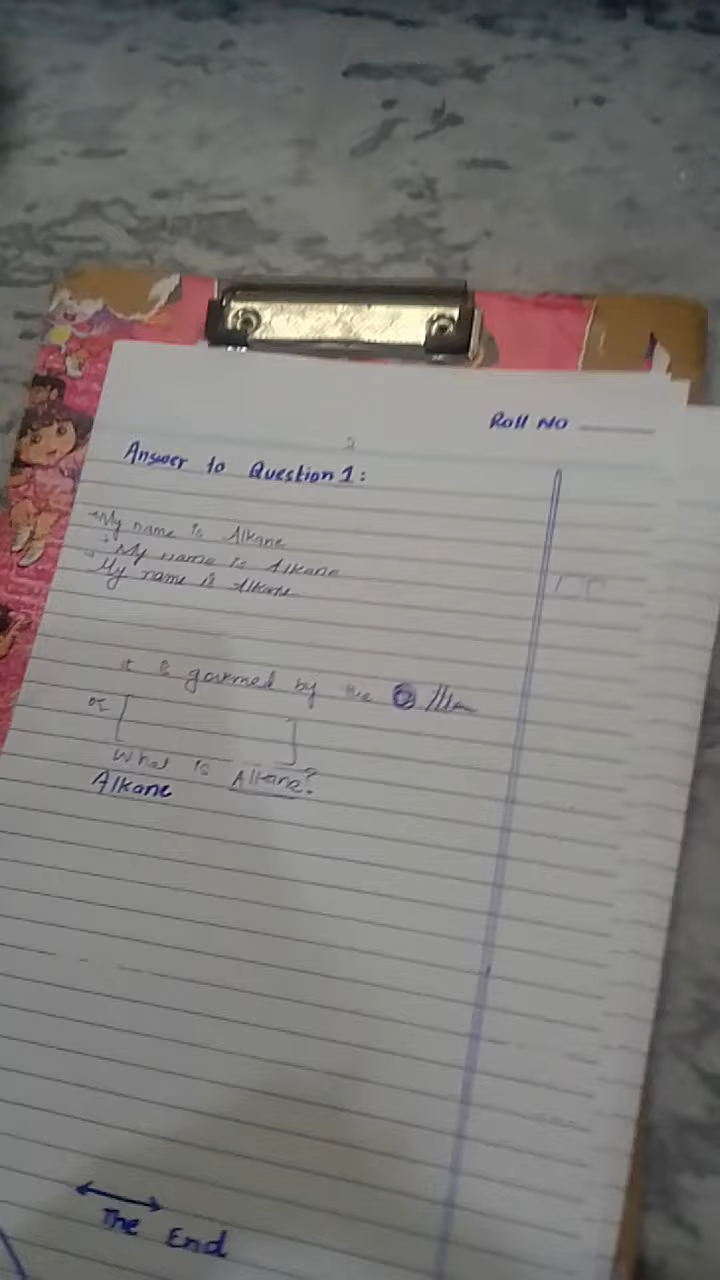 Roll NO
Answer to Question 1:
My name is Alkane
My name is Alkane
My name is Alkane
it is governed by the
What is Alkane?
Alkane
The End